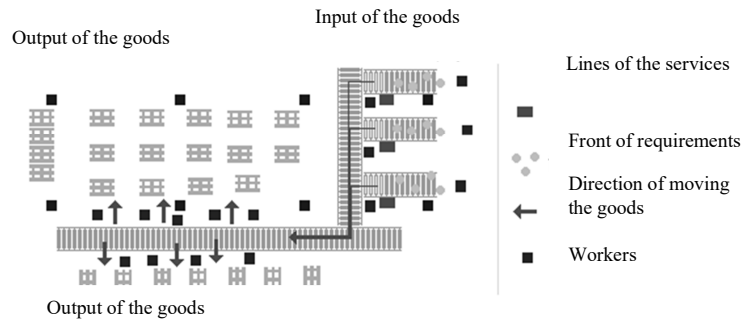 Input of the goods
Output of the goods
Lines of the services
Front of requirements
Direction of moving
the goods
Workers
Output of the goods